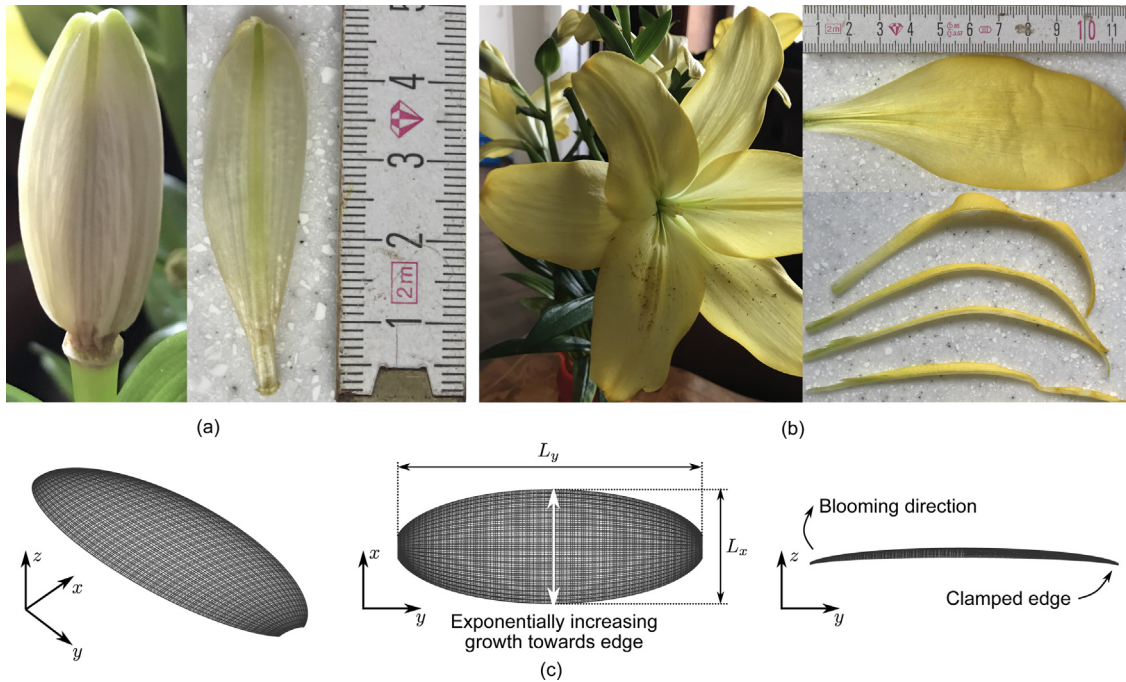 5
4
3
2
2m
1
1 2m 2 3 4 5 6 7 8 9 10 11
(a)
(b)
z
x
y
L_y
L_x
x
y
Exponentially increasing
growth towards edge
Blooming direction
z
y
Clamped edge
(c)